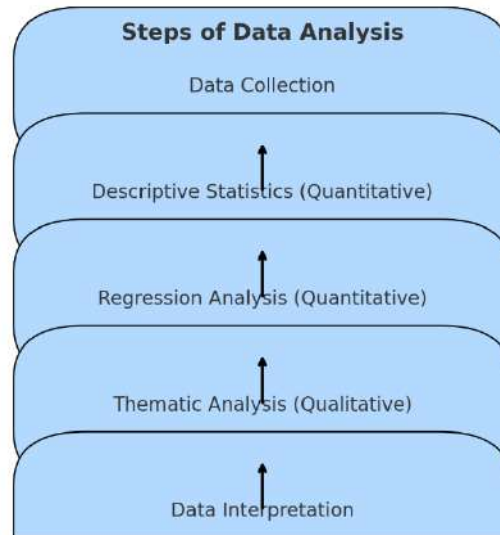 Steps of Data Analysis
Data Collection
Descriptive Statistics (Quantitative)
Regression Analysis (Quantitative)
Thematic Analysis (Qualitative)
Data Interpretation